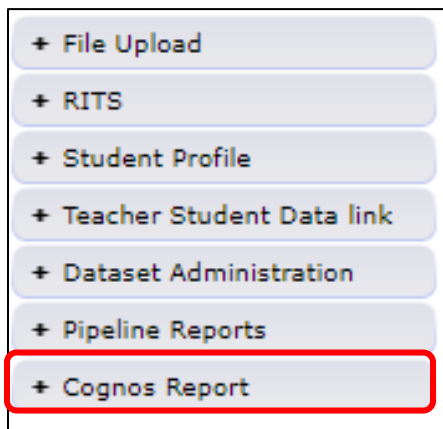 + File Upload
+ RITS
+ Student Profile
+ Teacher Student Data link
+ Dataset Administration
+ Pipeline Reports
+ Cognos Report